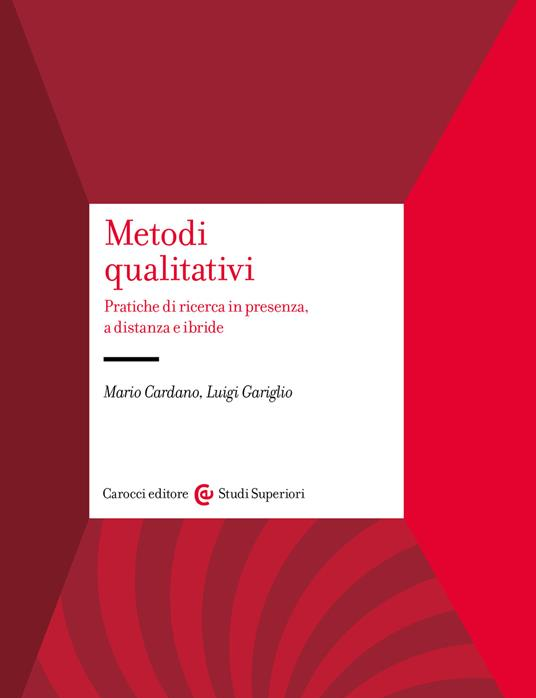 Metodi
qualitativi
Pratiche di ricerca in presenza,
a distanza e ibride
Mario Cardano, Luigi Gariglio
Carocci editore Studi Superiori